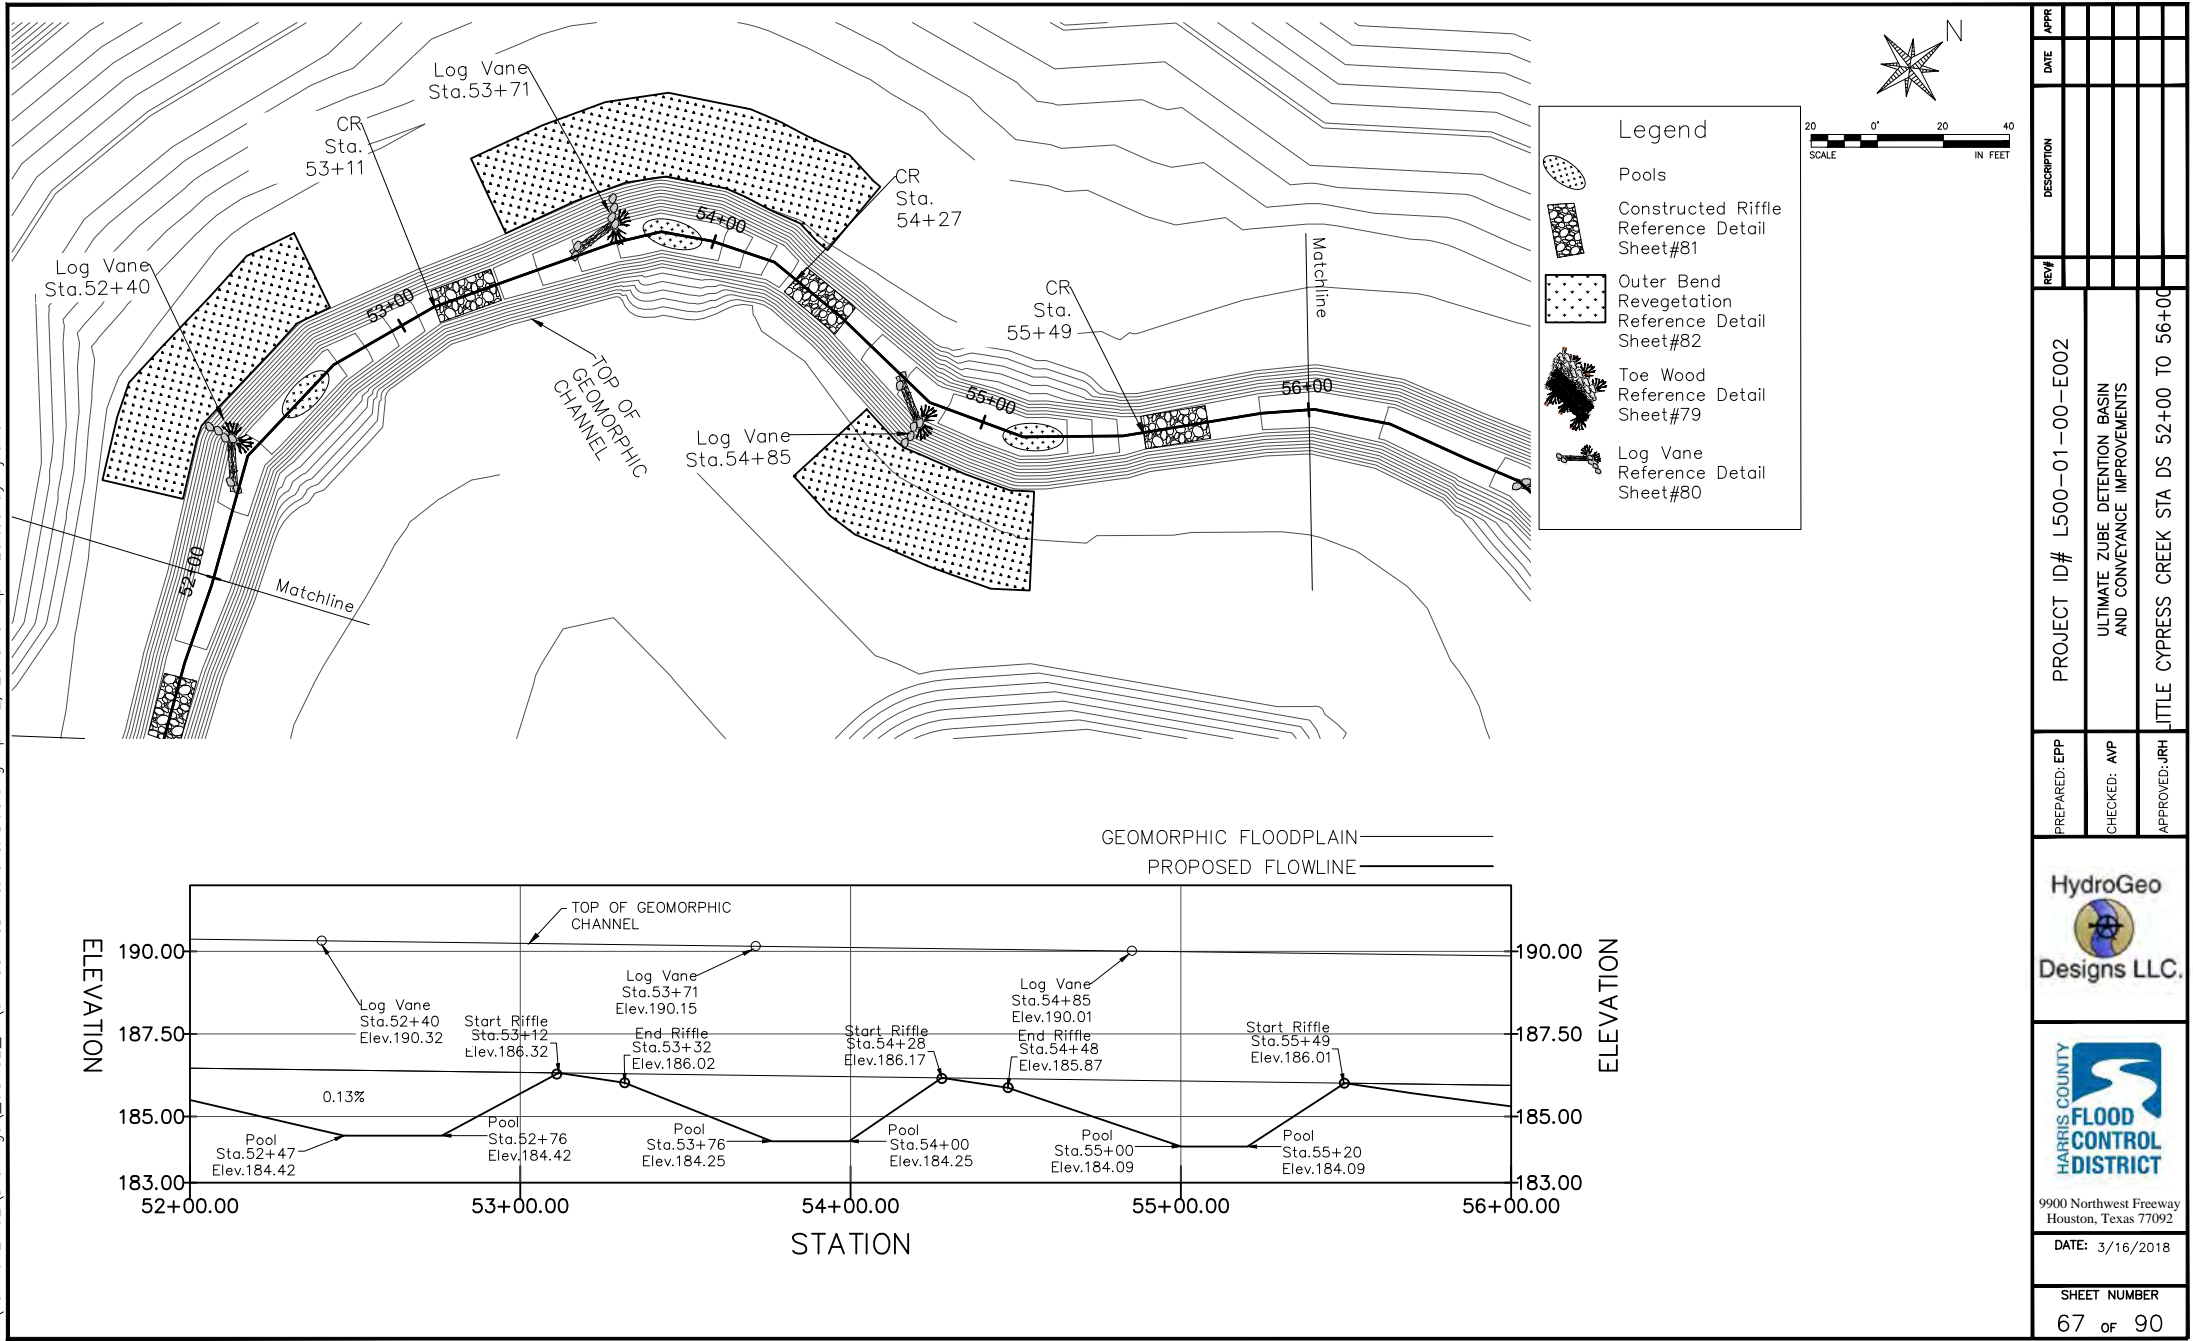 Log Vane
Sta.53+71
CR
Sta.
53+11
CR
Sta.
54+27
Log Vane
Sta.52+40
53+00
54+00
CR
Sta.
55+49
Matchline
TOP OF
GEOMORPHIC
CHANNEL
Log Vane
Sta.54+85
55+00
56+00
52+00
Matchline
Legend
Pools
Constructed Riffle
Reference Detail
Sheet#81
Outer Bend
Revegetation
Reference Detail
Sheet#82
Toe Wood
Reference Detail
Sheet#79
Log Vane
Reference Detail
Sheet#80
N
20 0' 20 40
SCALE IN FEET
GEOMORPHIC FLOODPLAIN
PROPOSED FLOWLINE
TOP OF GEOMORPHIC
CHANNEL
ELEVATION
190.00
187.50
185.00
183.00
Log Vane
Sta.52+40
Elev.190.32
Log Vane
Sta.53+71
Elev.190.15
Log Vane
Sta.54+85
Elev.190.01
Start Riffle
Sta.53+12
Elev.186.32
End Riffle
Sta.53+32
Elev.186.02
Start Riffle
Sta.54+28
Elev.186.17
End Riffle
Sta.54+48
Elev.185.87
Start Riffle
Sta.55+49
Elev.186.01
0.13%
Pool
Sta.52+47
Elev.184.42
Pool
Sta.52+76
Elev.184.42
Pool
Sta.53+76
Elev.184.25
Pool
Sta.54+00
Elev.184.25
Pool
Sta.55+00
Elev.184.09
Pool
Sta.55+20
Elev.184.09
ELEVATION
190.00
187.50
185.00
183.00
52+00.00 53+00.00 54+00.00 55+00.00 56+00.00
STATION
REV# DESCRIPTION DATE APPR
PROJECT ID# L500-01-00-E002
ULTIMATE ZUBE DETENTION BASIN
AND CONVEYANCE IMPROVEMENTS
LITTLE CYPRESS CREEK STA DS 52+00 TO 56+00
PREPARED: EPP
CHECKED: AVP
APPROVED: JRH
HydroGeo
Designs LLC.
HARRIS COUNTY
FLOOD
CONTROL
DISTRICT
9900 Northwest Freeway
Houston, Texas 77092
DATE: 3/16/2018
SHEET NUMBER
67 OF 90